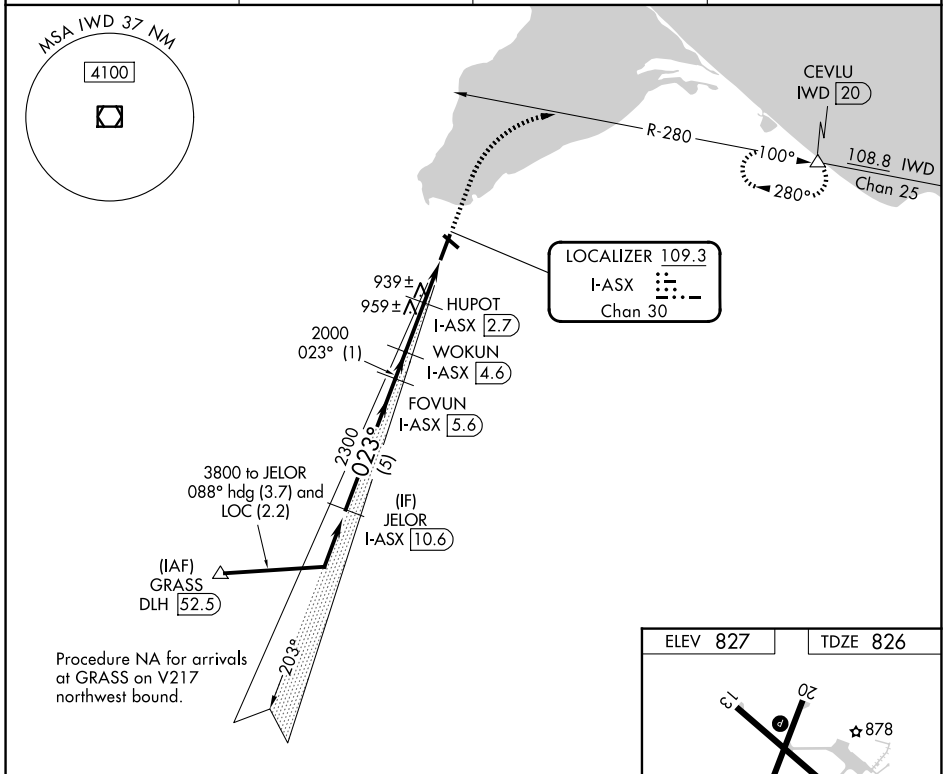 MSA IWD 37 NM
4100
CEVLU
IWD 20
R-280
100°
280°
108.8 IWD
Chan 25
LOCALIZER 109.3
I-ASX
Chan 30
939±
959±
HUPOT
I-ASX 2.7
2000
023° (1)
WOKUN
I-ASX 4.6
FOVUN
I-ASX 5.6
2300
023°
(5)
3800 to JELOR
088° hdg (3.7) and
LOC (2.2)
(IF)
JELOR
I-ASX 10.6
(IAF)
GRASS
DLH 52.5
203°
Procedure NA for arrivals
at GRASS on V217
northwest bound.
ELEV 827
TDZE 826
13
20
P
878